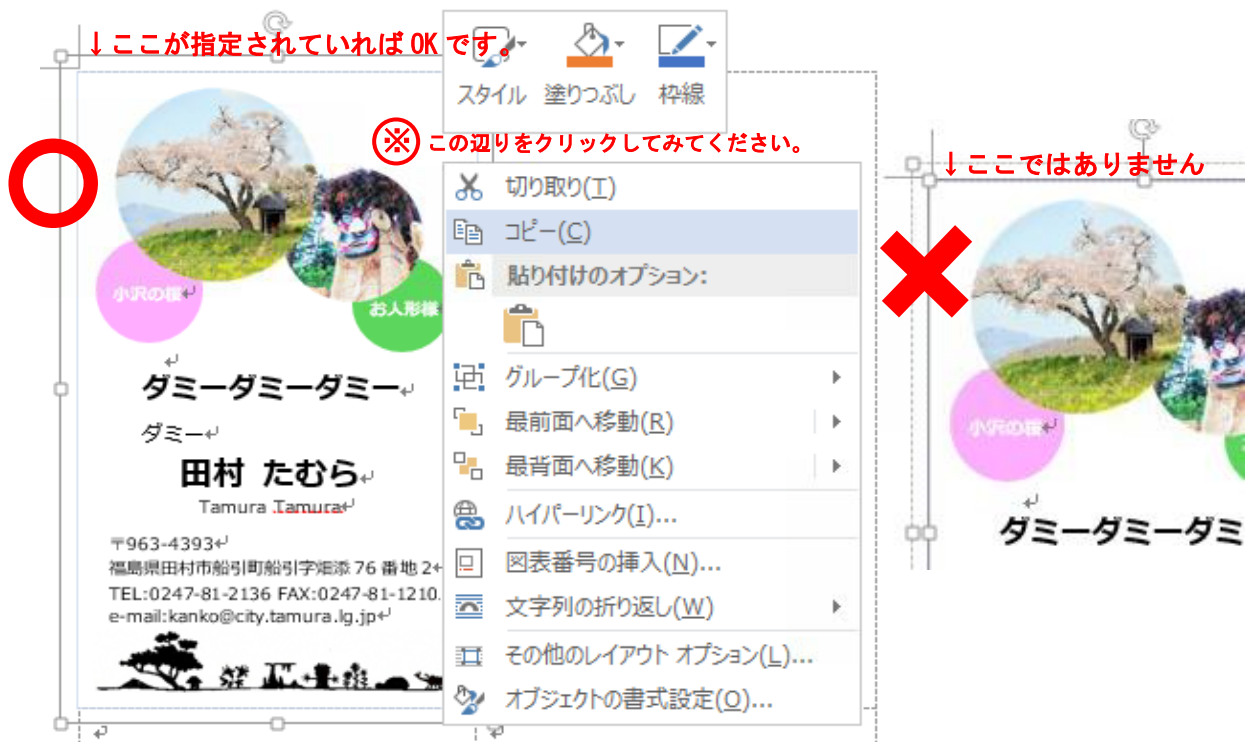 ↓ここが指定されていればOKです。
スタイル 塗りつぶし 枠線
※この辺りをクリックしてみてください。
切り取り(T)
コピー(C)
貼り付けのオプション:
グループ化(G)
最前面へ移動(R)
最背面へ移動(K)
ハイパーリンク(I)...
図表番号の挿入(N)...
文字列の折り返し(W)
その他のレイアウト オプション(L)...
オブジェクトの書式設定(O)...
小沢の桜
お人形様
ダミーダミーダミー
ダミー
田村 たむら
Tamura Tamura
〒963-4393
福島県田村市船引町船引字畑添 76 番地 2
TEL:0247-81-2136 FAX:0247-81-1210
e-mail:kanko@city.tamura.lg.jp
↓ここではありません
小沢の桜
ダミーダミーダミ